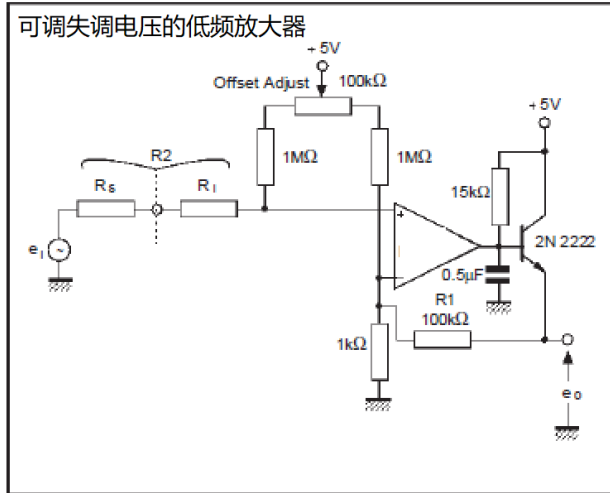 可调失调电压的低频放大器
+ 5V
Offset Adjust
100kΩ
+ 5V
R2
1MΩ
1MΩ
RS
RI
15kΩ
eI
~
+
−
2N 2222
0.5μF
R1
100kΩ
1kΩ
e0